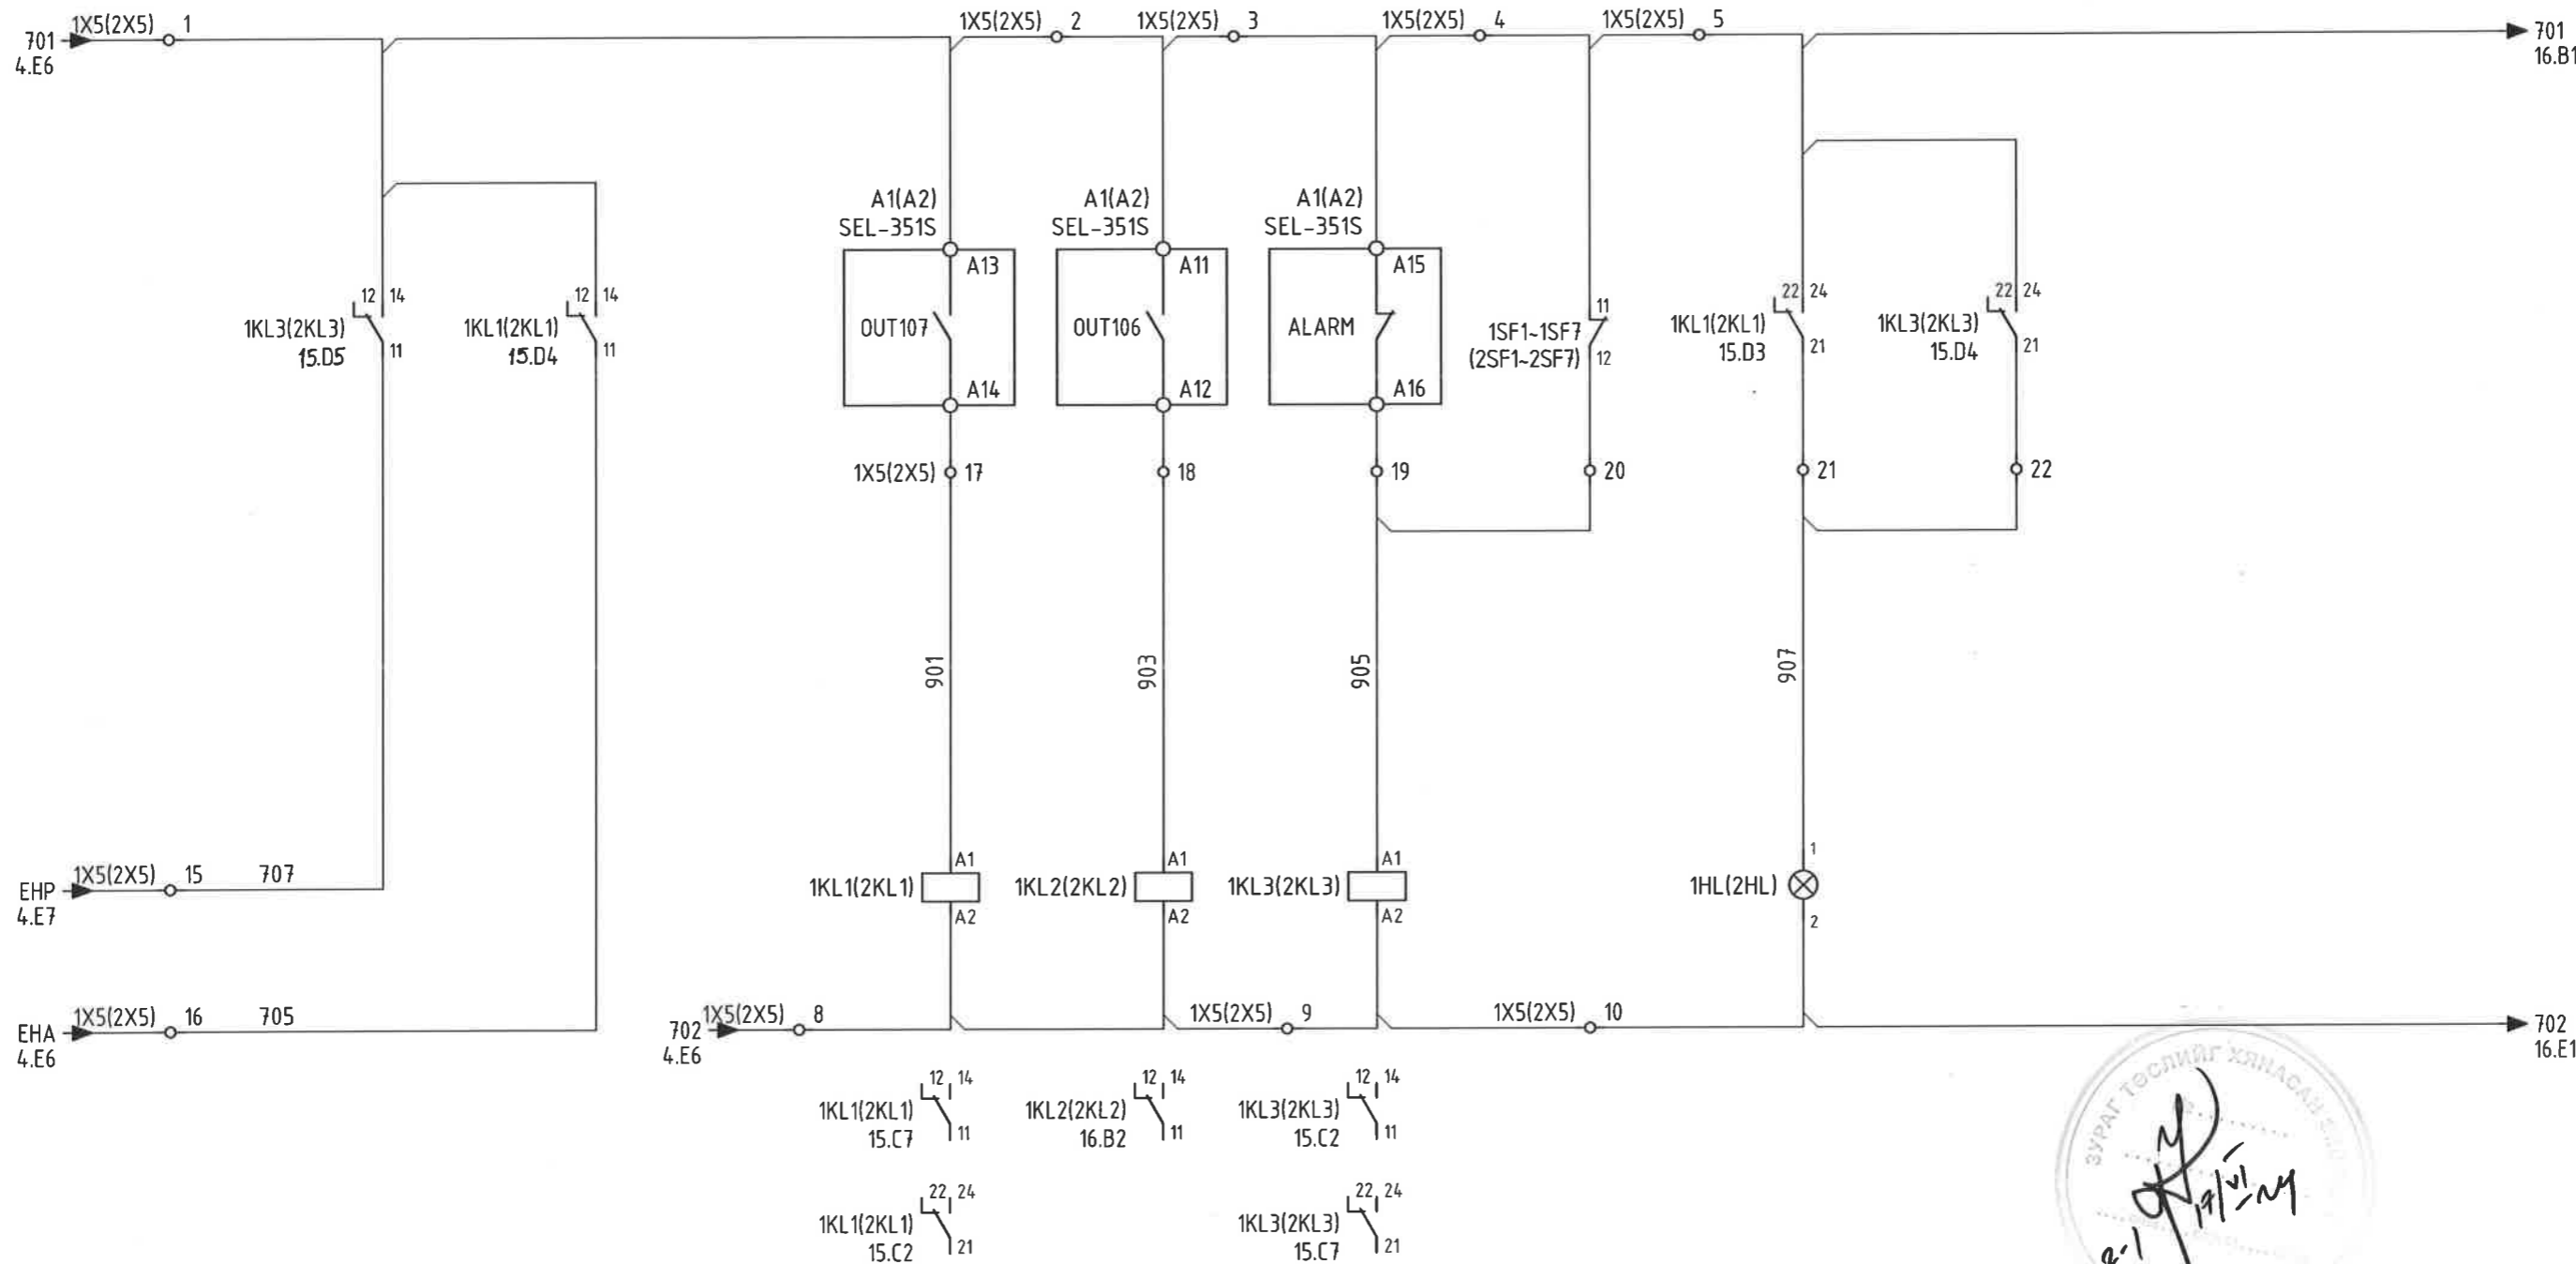 1X5(2X5) 1
701
4.E6
1X5(2X5) 2
1X5(2X5) 3
1X5(2X5) 4
1X5(2X5) 5
701
16.B1
A1(A2)
SEL-351S
A13
OUT107
A14
A1(A2)
SEL-351S
A11
OUT106
A12
A1(A2)
SEL-351S
A15
ALARM
A16
12 14
1KL3(2KL3)
15.D5
11
12 14
1KL1(2KL1)
15.D4
11
11
1SF1~1SF7
(2SF1~2SF7)
12
22 24
1KL1(2KL1)
15.D3
21
22 24
1KL3(2KL3)
15.D4
21
1X5(2X5) 17
18
19
20
21
22
901
903
905
907
EHP
4.E7
1X5(2X5) 15 707
A1
1KL1(2KL1)
A2
A1
1KL2(2KL2)
A2
A1
1KL3(2KL3)
A2
1
1HL(2HL)
2
EHA
4.E6
1X5(2X5) 16 705
702
4.E6
1X5(2X5) 8
1X5(2X5) 9
1X5(2X5) 10
702
16.E1
12 14
1KL1(2KL1)
15.C7
11
12 14
1KL2(2KL2)
16.B2
11
12 14
1KL3(2KL3)
15.C2
11
22 24
1KL1(2KL1)
15.C2
21
22 24
1KL3(2KL3)
15.C7
21
ЗУРАГ ТӨСЛИЙГ ХЯНАСАН